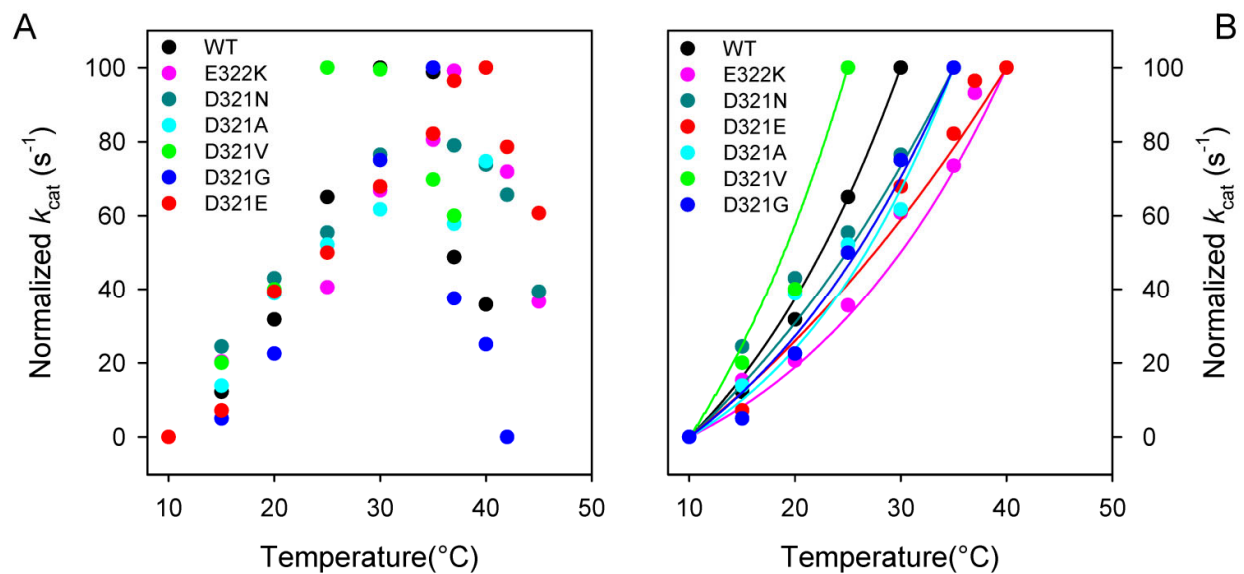 A
Normalized kcat (s-1)
100
80
60
40
20
0
WT
E322K
D321N
D321A
D321V
D321G
D321E
10 20 30 40 50
Temperature(°C)
B
WT
E322K
D321N
D321E
D321A
D321V
D321G
100
80
60
40
20
0
Normalized kcat (s-1)
10 20 30 40 50
Temperature(°C)